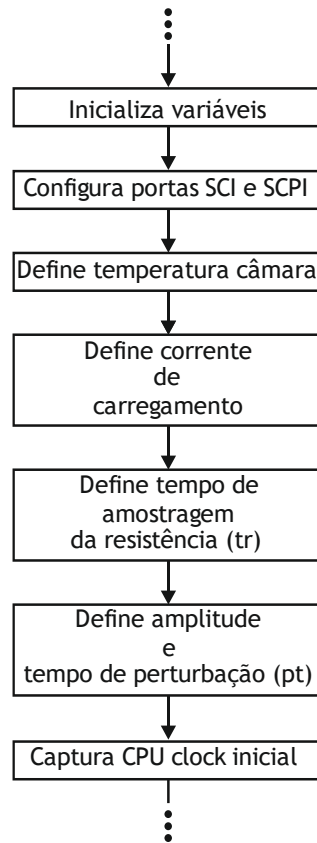 Inicializa variáveis
Configura portas SCI e SCPI
Define temperatura câmara
Define corrente
de
carregamento
Define tempo de
amostragem
da resistência (tr)
Define amplitude
e
tempo de perturbação (pt)
Captura CPU clock inicial